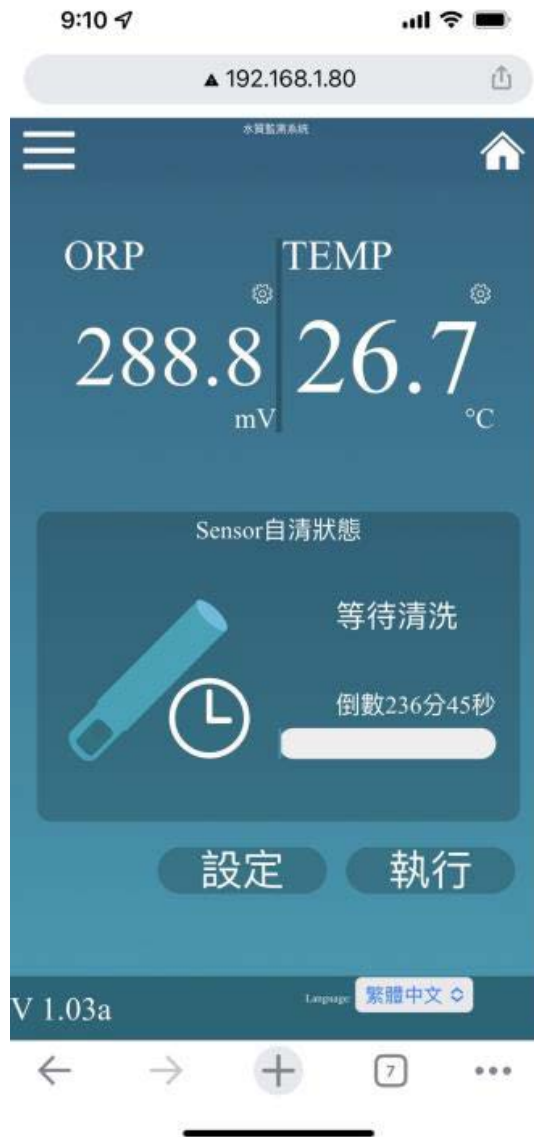 9:10
192.168.1.80
水質監測系統
ORP TEMP
288.8 26.7
mV °C
Sensor自清狀態
等待清洗
倒數236分45秒
設定 執行
V 1.03a
Language 繁體中文
7